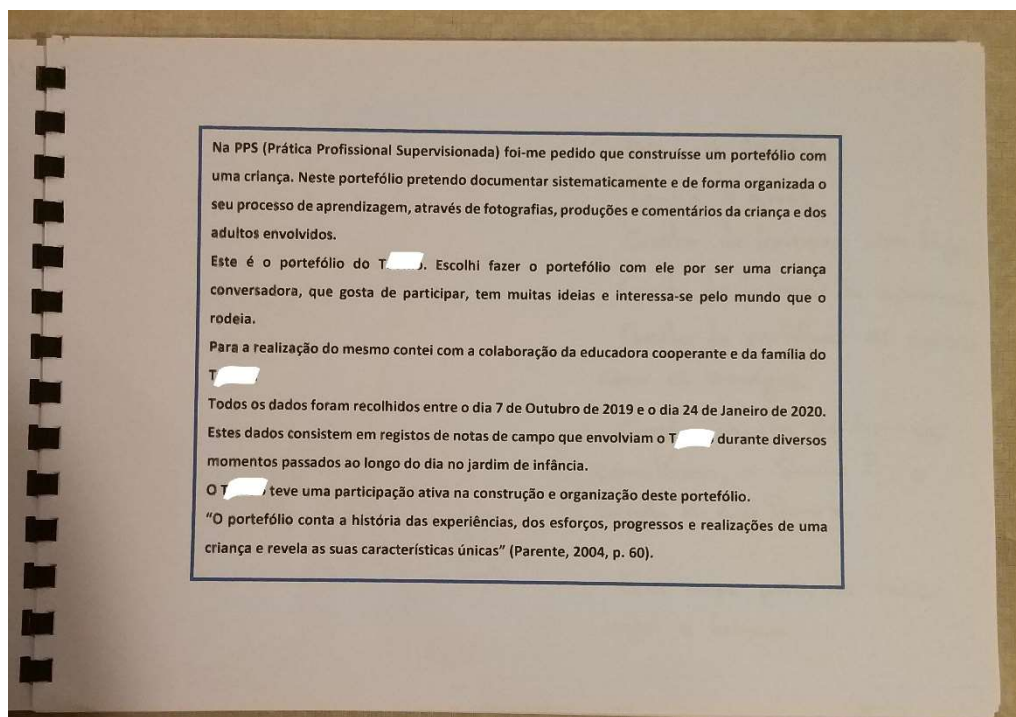 Na PPS (Prática Profissional Supervisionada) foi-me pedido que construísse um portefólio com
uma criança. Neste portefólio pretendo documentar sistematicamente e de forma organizada o
seu processo de aprendizagem, através de fotografias, produções e comentários da criança e dos
adultos envolvidos.
Este é o portefólio do T. Escolhi fazer o portefólio com ele por ser uma criança
conversadora, que gosta de participar, tem muitas ideias e interessa-se pelo mundo que o
rodeia.
Para a realização do mesmo contei com a colaboração da educadora cooperante e da família do
T.
Todos os dados foram recolhidos entre o dia 7 de Outubro de 2019 e o dia 24 de Janeiro de 2020.
Estes dados consistem em registos de notas de campo que envolviam o T durante diversos
momentos passados ao longo do dia no jardim de infância.
O T teve uma participação ativa na construção e organização deste portefólio.
“O portefólio conta a história das experiências, dos esforços, progressos e realizações de uma
criança e revela as suas características únicas” (Parente, 2004, p. 60).